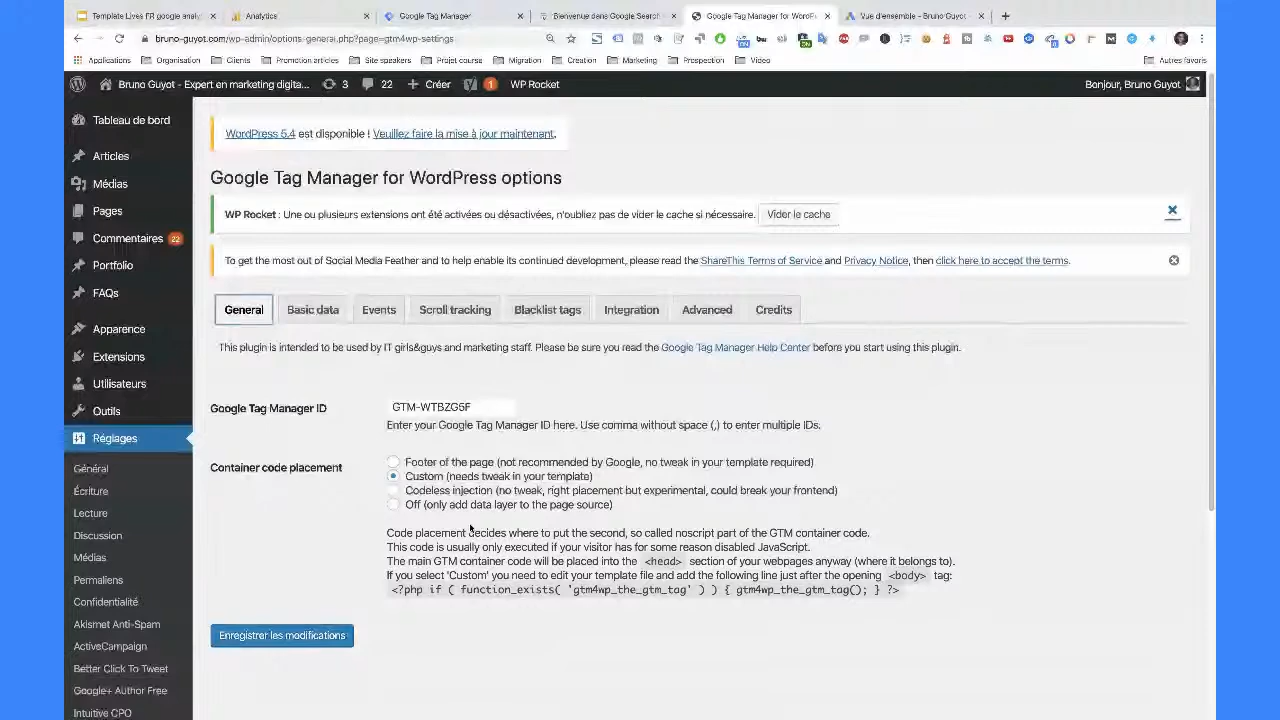 Template Lives FR google analy
Analytics
Google Tag Manager
Bienvenue dans Google Search
Google Tag Manager for WordP
Vue d'ensemble - Bruno Guyot
bruno-guyot.com/wp-admin/options-general.php?page=gtm4wp-settings
Applications
Organisation
Clients
Promotion articles
Site speakers
Projet course
Migration
Creation
Marketing
Prospection
Video
Autres favoris
Bruno Guyot - Expert en marketing digita...
3
22
Créer
1
WP Rocket
Bonjour, Bruno Guyot
Tableau de bord
Articles
Médias
Pages
Commentaires 22
Portfolio
FAQs
Apparence
Extensions
Utilisateurs
Outils
Réglages
Général
Écriture
Lecture
Discussion
Médias
Permaliens
Confidentialité
Akismet Anti-Spam
ActiveCampaign
Better Click To Tweet
Google+ Author Free
Intuitive CPO
WordPress 5.4 est disponible ! Veuillez faire la mise à jour maintenant.
Google Tag Manager for WordPress options
WP Rocket : Une ou plusieurs extensions ont été activées ou désactivées, n'oubliez pas de vider le cache si nécessaire. Vider le cache
To get the most out of Social Media Feather and to help enable its continued development, please read the ShareThis Terms of Service and Privacy Notice, then click here to accept the terms.
General
Basic data
Events
Scroll tracking
Blacklist tags
Integration
Advanced
Credits
This plugin is intended to be used by IT girls&guys and marketing staff. Please be sure you read the Google Tag Manager Help Center before you start using this plugin.
Google Tag Manager ID
GTM-WTBZG5F
Enter your Google Tag Manager ID here. Use comma without space (,) to enter multiple IDs.
Container code placement
Footer of the page (not recommended by Google, no tweak in your template required)
Custom (needs tweak in your template)
Codeless injection (no tweak, right placement but experimental, could break your frontend)
Off (only add data layer to the page source)
Code placement decides where to put the second, so called noscript part of the GTM container code.
This code is usually only executed if your visitor has for some reason disabled JavaScript.
The main GTM container code will be placed into the <head> section of your webpages anyway (where it belongs to).
If you select 'Custom' you need to edit your template file and add the following line just after the opening <body> tag:
<?php if ( function_exists( 'gtm4wp_the_gtm_tag' ) ) { gtm4wp_the_gtm_tag(); } ?>
Enregistrer les modifications